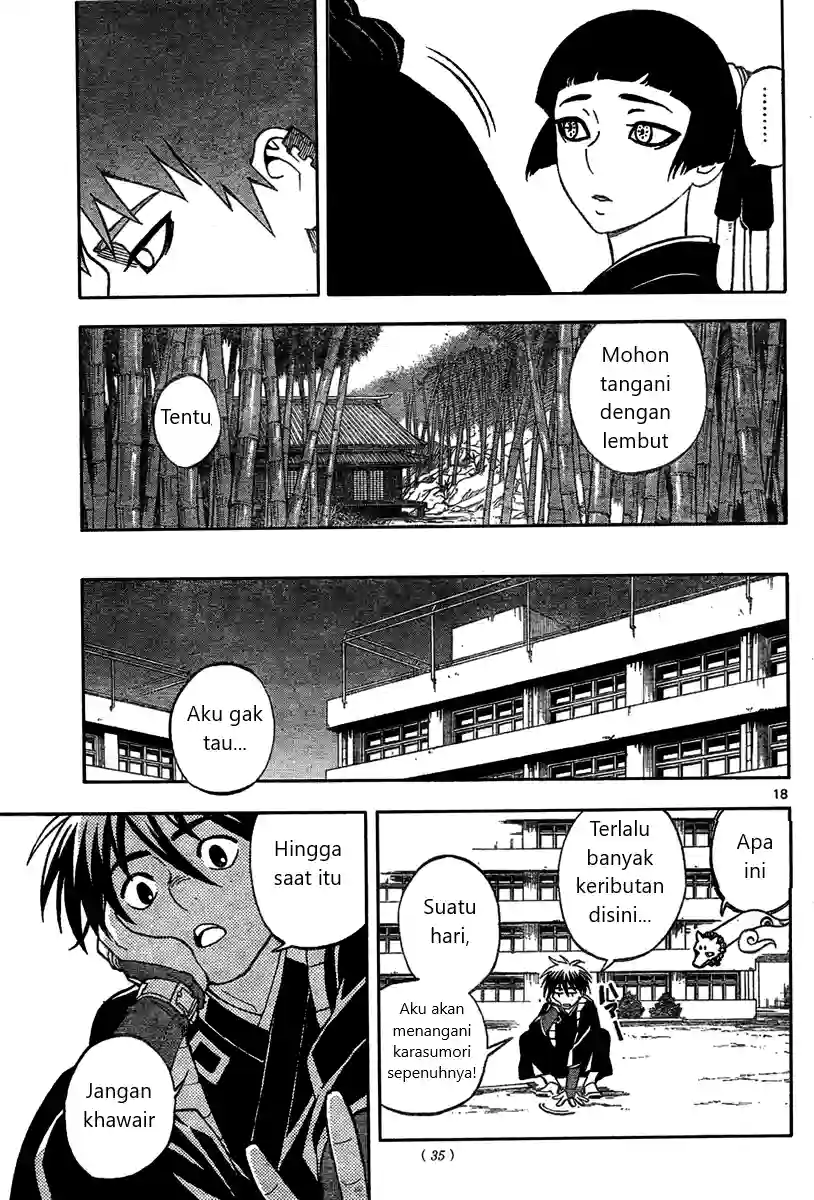 .......
Mohon
tangani
dengan
lembut
Tentu
Aku gak
tau...
18
Apa
ini
Terlalu
banyak
keributan
disini...
Suatu
hari,
Aku akan
menangani
karasumori
sepenuhnya!
Hingga
saat itu
Jangan
khawair
( 35 )